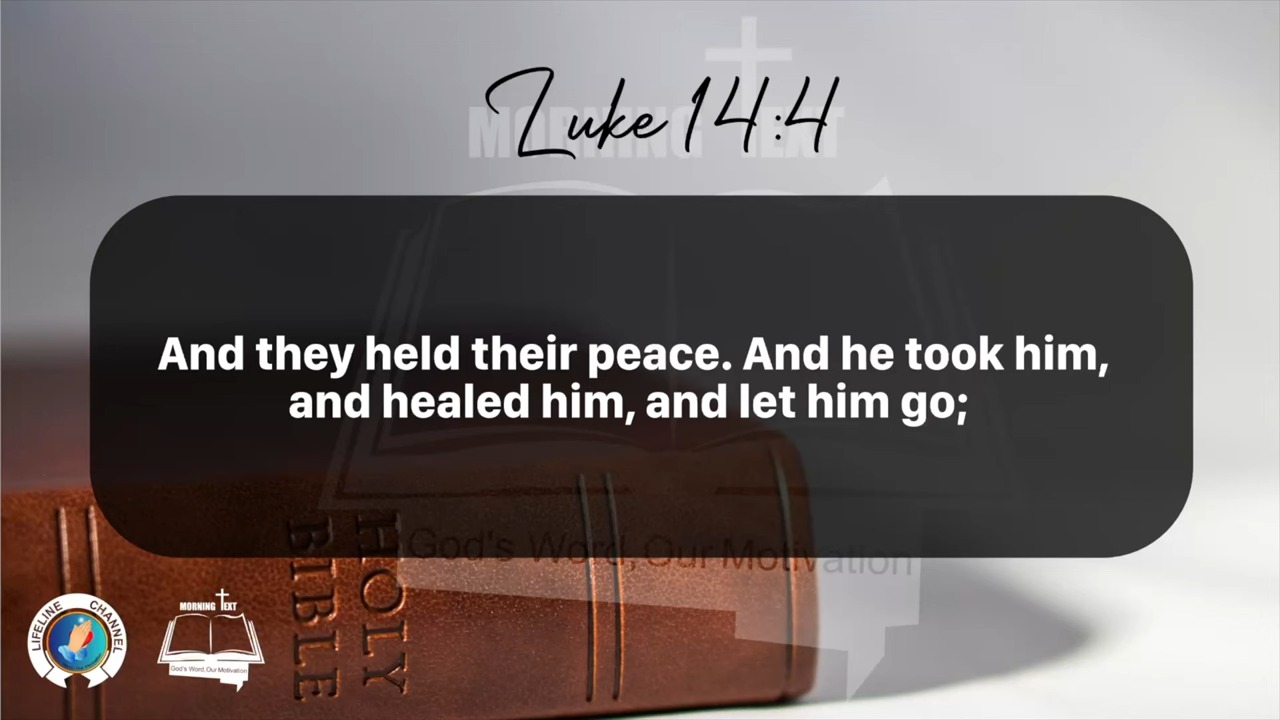 Luke 14:4
MORNING TEXT
And they held their peace. And he took him,
and healed him, and let him go;
God's Word, Our Motivation
HOLY
BIBLE
LIFELINE CHANNEL
MORNING TEXT
God's Word, Our Motivation